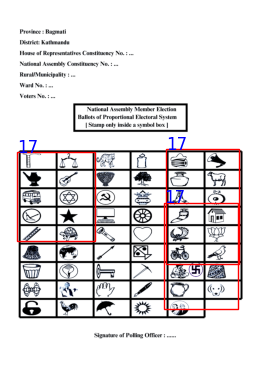 Province : Bagmati
District: Kathmandu
House of Representatives Constituency No. : ...
National Assembly Constituency No. : ...
Rural/Municipality : ...
Ward No. : ...
Voters No. : ...
National Assembly Member Election
Ballots of Proportional Electoral System
[ Stamp only inside a symbol box ]
17
17
17
Signature of Polling Officer : ......